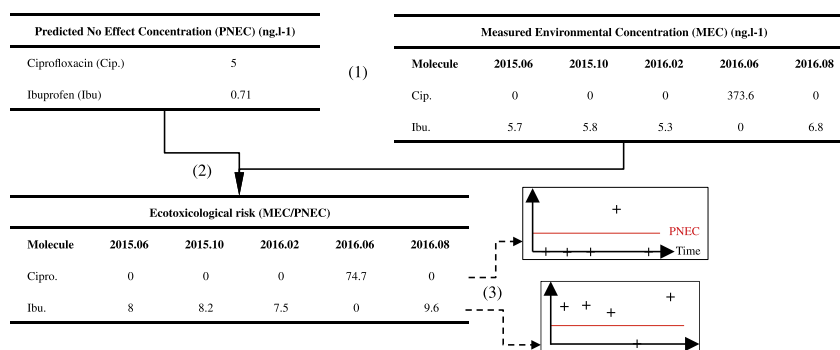 Predicted No Effect Concentration (PNEC) (ng.l-1)
Ciprofloxacin (Cip.) 5
Ibuprofen (Ibu) 0.71
(1)
Measured Environmental Concentration (MEC) (ng.l-1)
Molecule 2015.06 2015.10 2016.02 2016.06 2016.08
Cip. 0 0 0 373.6 0
Ibu. 5.7 5.8 5.3 0 6.8
(2)
Ecotoxicological risk (MEC/PNEC)
Molecule 2015.06 2015.10 2016.02 2016.06 2016.08
Cipro. 0 0 0 74.7 0
Ibu. 8 8.2 7.5 0 9.6
(3)
PNEC
Time